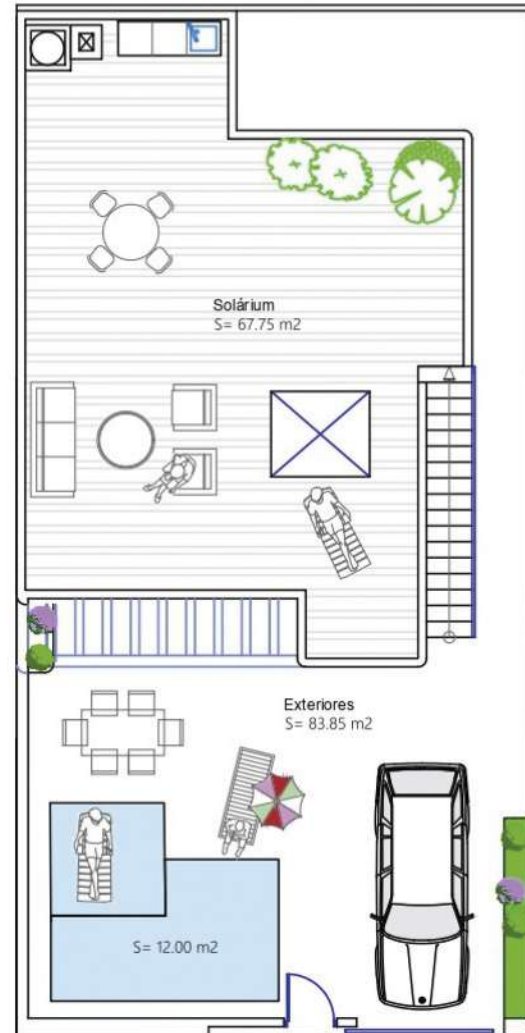 Solárium
S= 67.75 m2
Exteriores
S= 83.85 m2
S= 12.00 m2